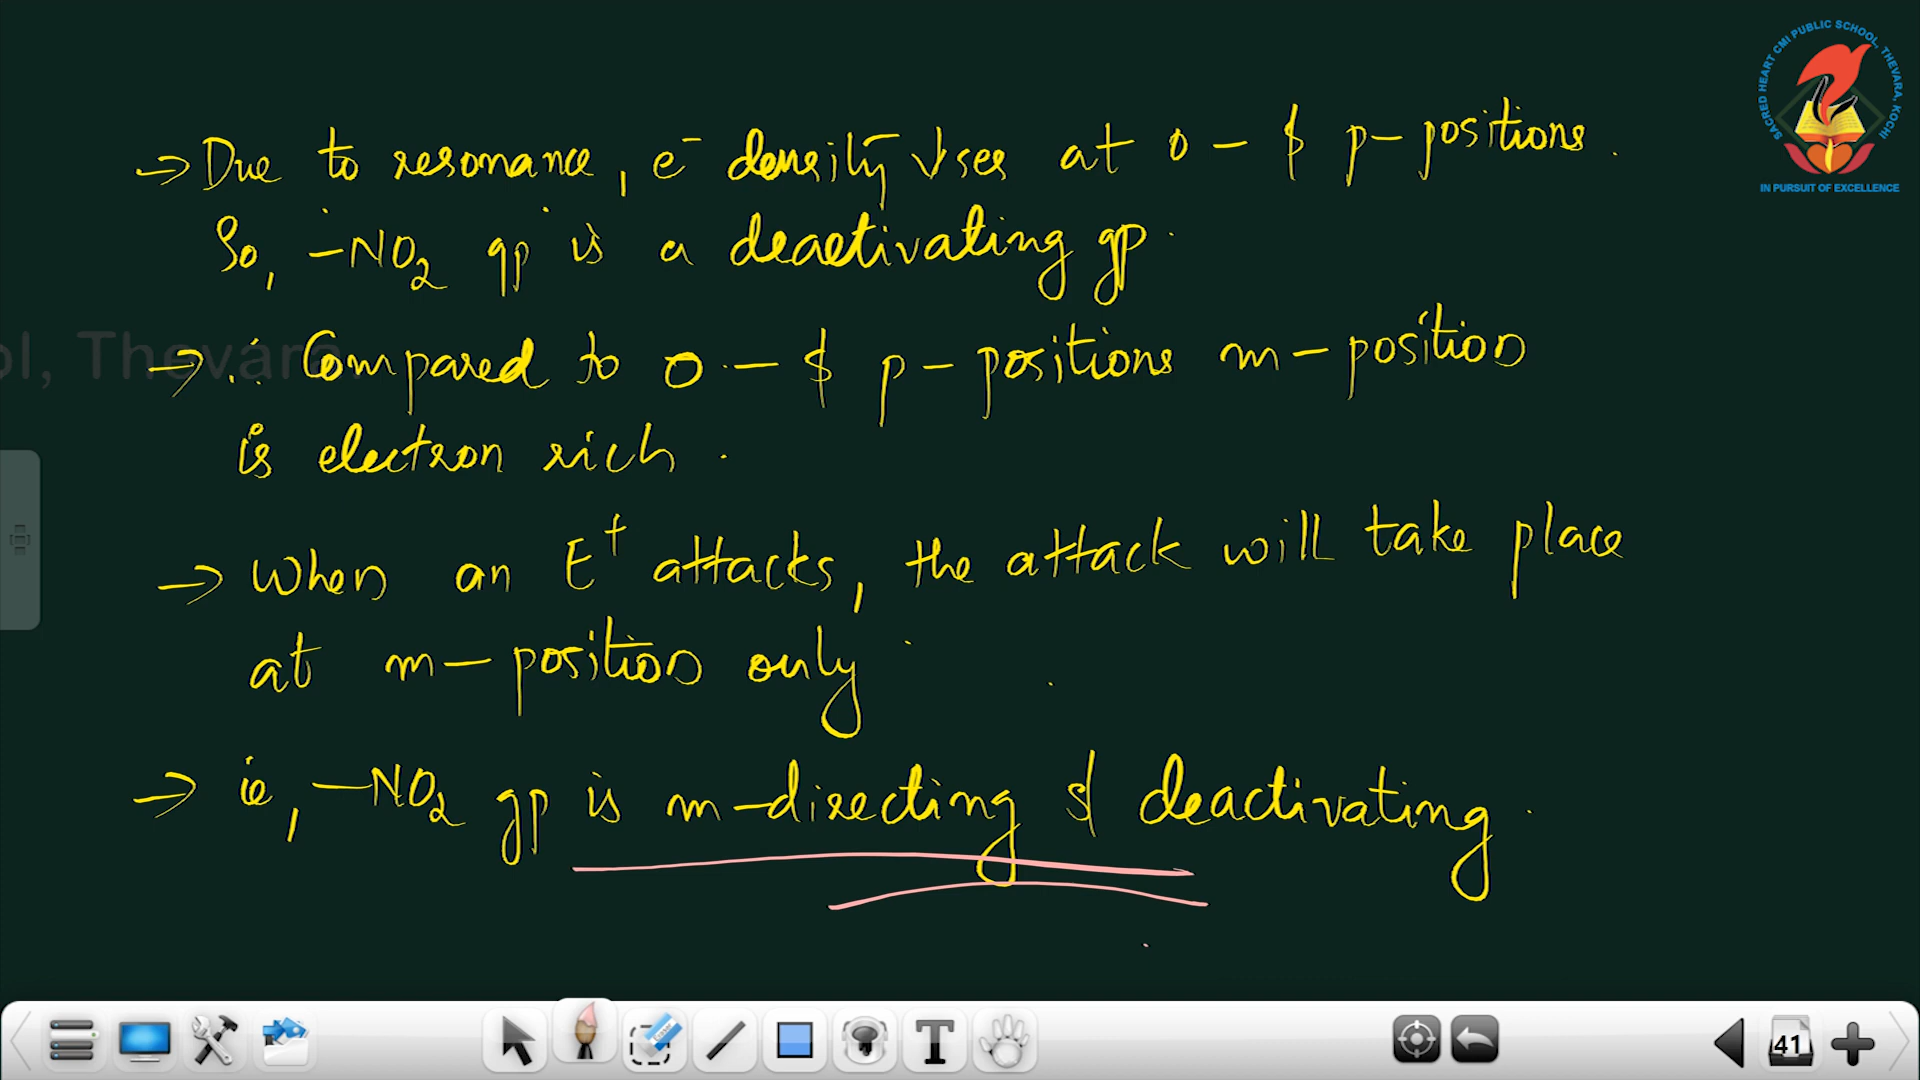 SACRED HEART CMI PUBLIC SCHOOL, THEVARA, KOCHI
IN PURSUIT OF EXCELLENCE
→ Due to resonance, e⁻ density ↓ses at o- & p-positions.
So, -NO₂ gp is a deactivating gp.
ol, Thevara
→ ∴ Compared to o- & p-positions m-position
is electron rich.
→ When an E⁺ attacks, the attack will take place
at m-position only.
→ ie, -NO₂ gp is m-directing & deactivating.
T
41